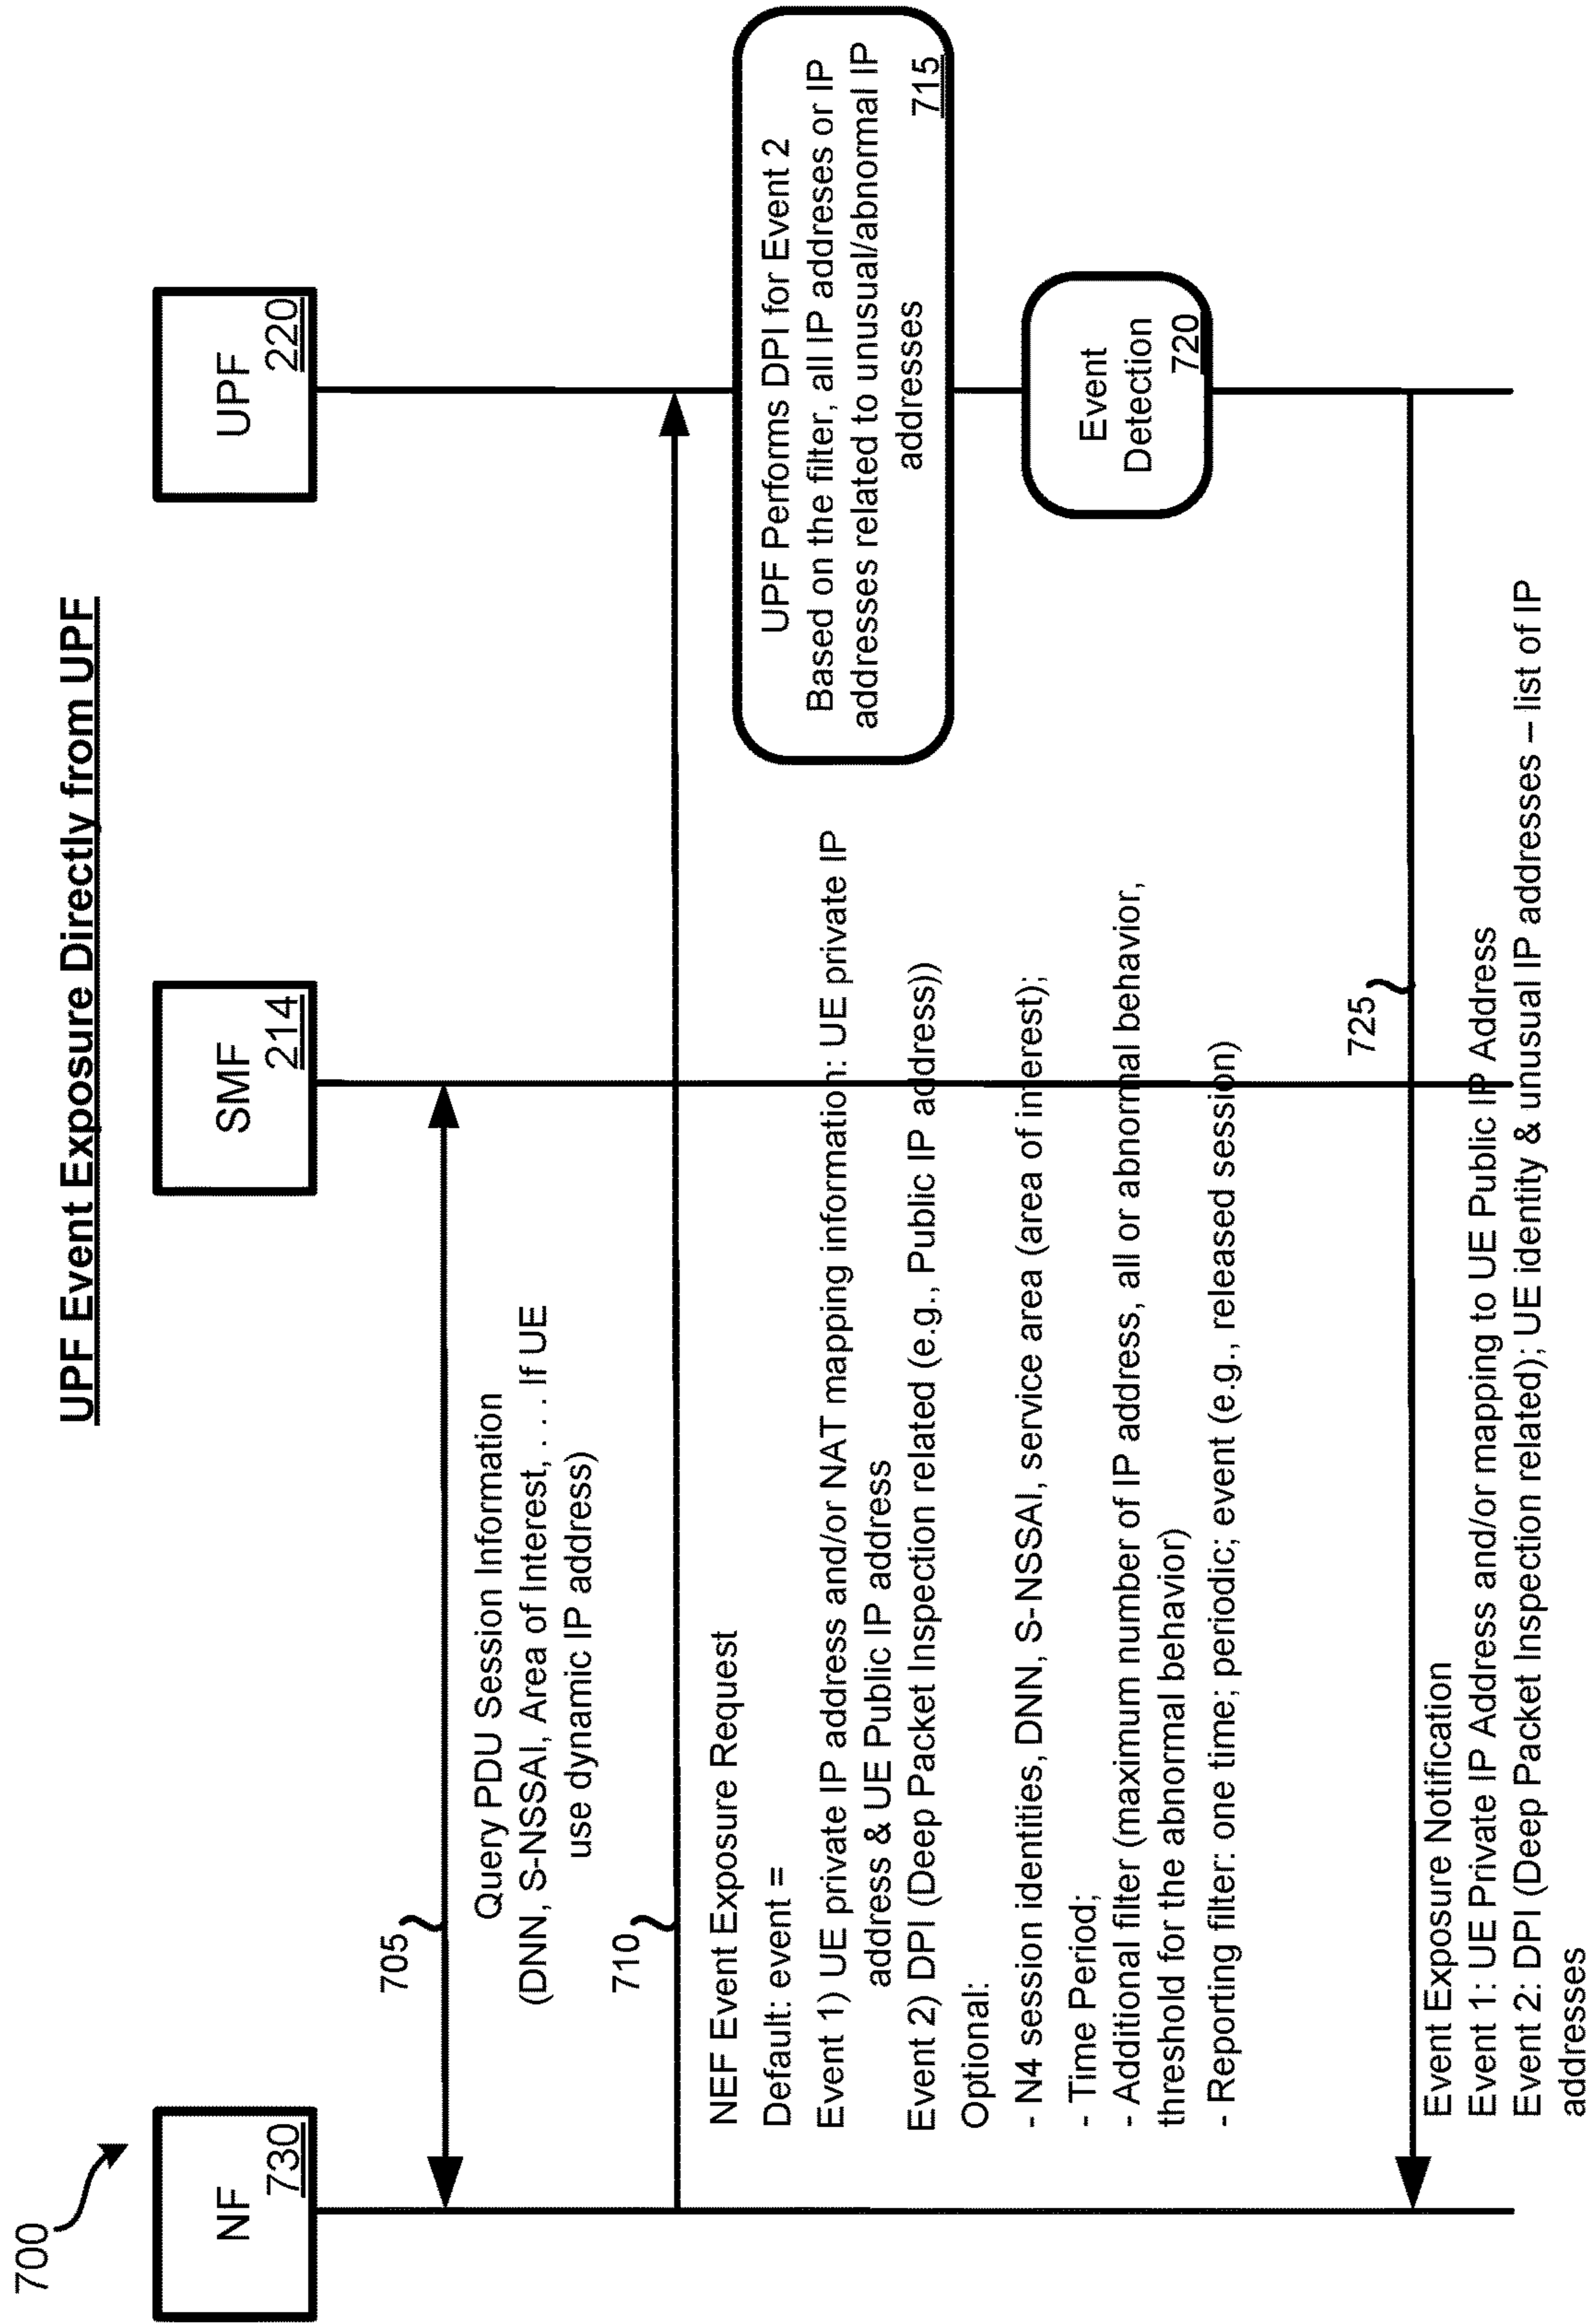 UPF Event Exposure Directly from UPF
700
NF
730
SMF
214
UPF
220
705
Query PDU Session Information
(DNN, S-NSSAI, Area of Interest, . . . If UE
use dynamic IP address)
710
NEF Event Exposure Request
Default: event =
Event 1) UE private IP address and/or NAT mapping information: UE private IP
address & UE Public IP address
Event 2) DPI (Deep Packet Inspection related (e.g., Public IP address))
Optional:
- N4 session identities, DNN, S-NSSAI, service area (area of interest);
- Time Period;
- Additional filter (maximum number of IP address, all or abnormal behavior,
threshold for the abnormal behavior)
- Reporting filter: one time; periodic; event (e.g., released session)
UPF Performs DPI for Event 2
Based on the filter, all IP addreses or IP
addresses related to unusual/abnormal IP
addresses
715
Event
Detection
720
725
Event Exposure Notification
Event 1: UE Private IP Address and/or mapping to UE Public IP Address
Event 2: DPI (Deep Packet Inspection related); UE identity & unusual IP addresses – list of IP
addresses